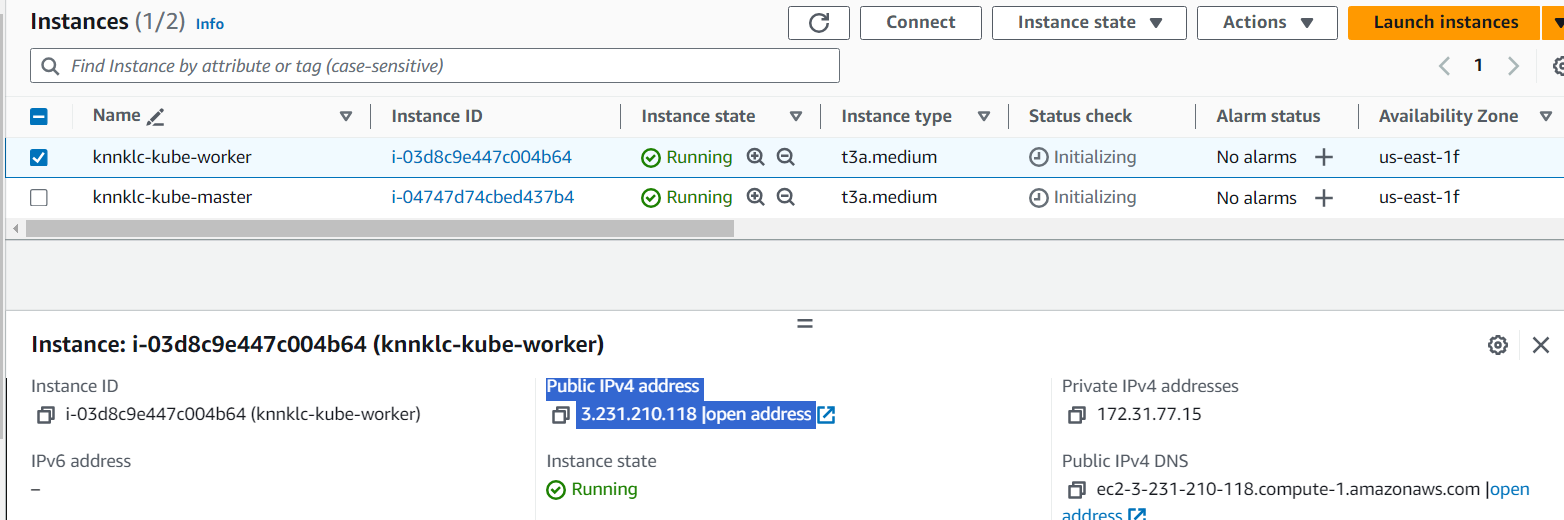 Instances (1/2) Info
Connect
Instance state
Actions
Launch instances
Find Instance by attribute or tag (case-sensitive)
1
Name Instance ID Instance state Instance type Status check Alarm status Availability Zone
knnklc-kube-worker i-03d8c9e447c004b64 Running t3a.medium Initializing No alarms + us-east-1f
knnklc-kube-master i-04747d74cbed437b4 Running t3a.medium Initializing No alarms + us-east-1f
Instance: i-03d8c9e447c004b64 (knnklc-kube-worker)
Instance ID
i-03d8c9e447c004b64 (knnklc-kube-worker)
Public IPv4 address
3.231.210.118 |open address
Private IPv4 addresses
172.31.77.15
IPv6 address
–
Instance state
Running
Public IPv4 DNS
ec2-3-231-210-118.compute-1.amazonaws.com |open
address